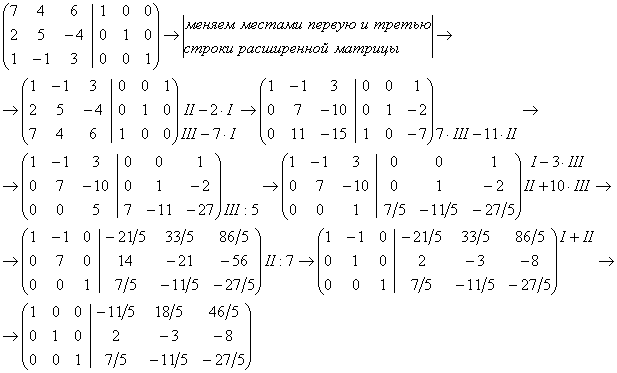 (7 4 6 | 1 0 0) → |меняем местами первую и третью| →
(2 5 −4 | 0 1 0) |строки расширенной матрицы|
(1 −1 3 | 0 0 1)
→ (1 −1 3 | 0 0 1) → (1 −1 3 | 0 0 1) →
(2 5 −4 | 0 1 0) II − 2 · I (0 7 −10 | 0 1 −2)
(7 4 6 | 1 0 0) III − 7 · I (0 11 −15 | 1 0 −7) 7 · III − 11 · II
→ (1 −1 3 | 0 0 1) → (1 −1 3 | 0 0 1) I − 3 · III
(0 7 −10 | 0 1 −2) (0 7 −10 | 0 1 −2) II + 10 · III →
(0 0 5 | 7 −11 −27) III : 5 (0 0 1 | 7/5 −11/5 −27/5)
→ (1 −1 0 | −21/5 33/5 86/5) → (1 −1 0 | −21/5 33/5 86/5) I + II
(0 7 0 | 14 −21 −56) II : 7 (0 1 0 | 2 −3 −8) →
(0 0 1 | 7/5 −11/5 −27/5) (0 0 1 | 7/5 −11/5 −27/5)
→ (1 0 0 | −11/5 18/5 46/5)
(0 1 0 | 2 −3 −8)
(0 0 1 | 7/5 −11/5 −27/5)